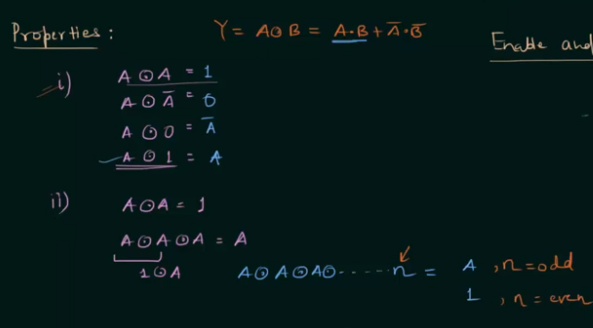 Properties :
Y = A⊙B = A·B + A̅·B̅
Enable and
i)
A ⊙ A = 1
A ⊙ A̅ = 0
A ⊙ 0 = A̅
A ⊙ 1 = A
ii)
A⊙A = 1
A⊙A⊙A = A
1⊙A
A⊙A⊙A⊙-----n = A , n=odd
1 , n = even